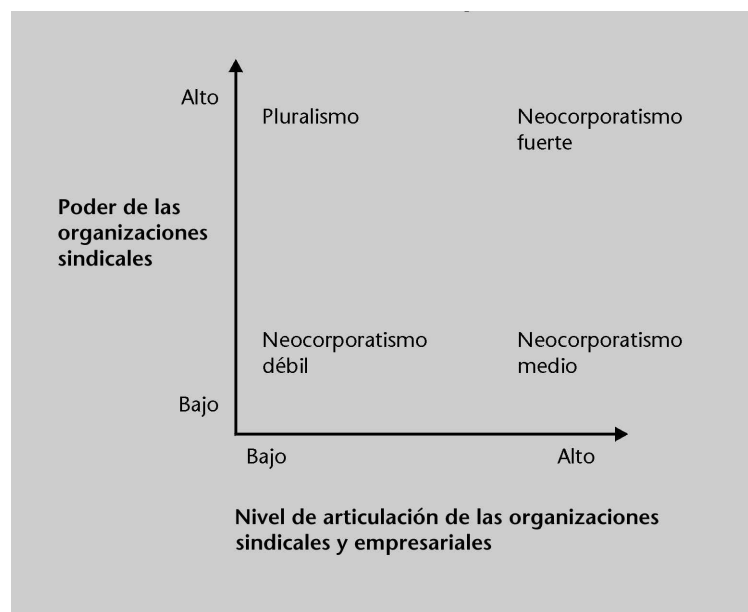 Alto
Pluralismo
Neocorporatismo
fuerte
Poder de las
organizaciones
sindicales
Neocorporatismo
débil
Neocorporatismo
medio
Bajo
Bajo
Alto
Nivel de articulación de las organizaciones
sindicales y empresariales